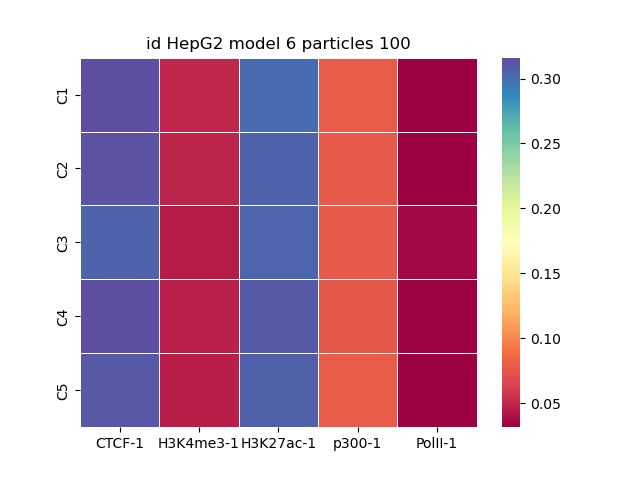 id HepG2 model 6 particles 100
C1
C2
C3
C4
C5
CTCF-1 H3K4me3-1 H3K27ac-1 p300-1 PolII-1
0.30
0.25
0.20
0.15
0.10
0.05